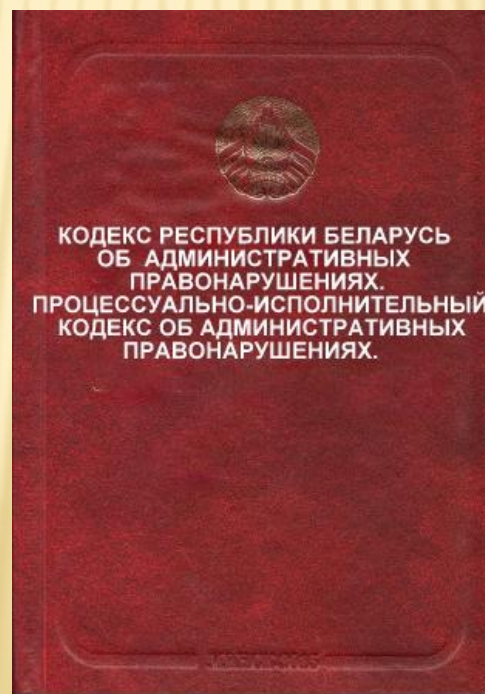 КОДЕКС РЕСПУБЛИКИ БЕЛАРУСЬ
ОБ АДМИНИСТРАТИВНЫХ
ПРАВОНАРУШЕНИЯХ.
ПРОЦЕССУАЛЬНО-ИСПОЛНИТЕЛЬНЫЙ
КОДЕКС ОБ АДМИНИСТРАТИВНЫХ
ПРАВОНАРУШЕНИЯХ.